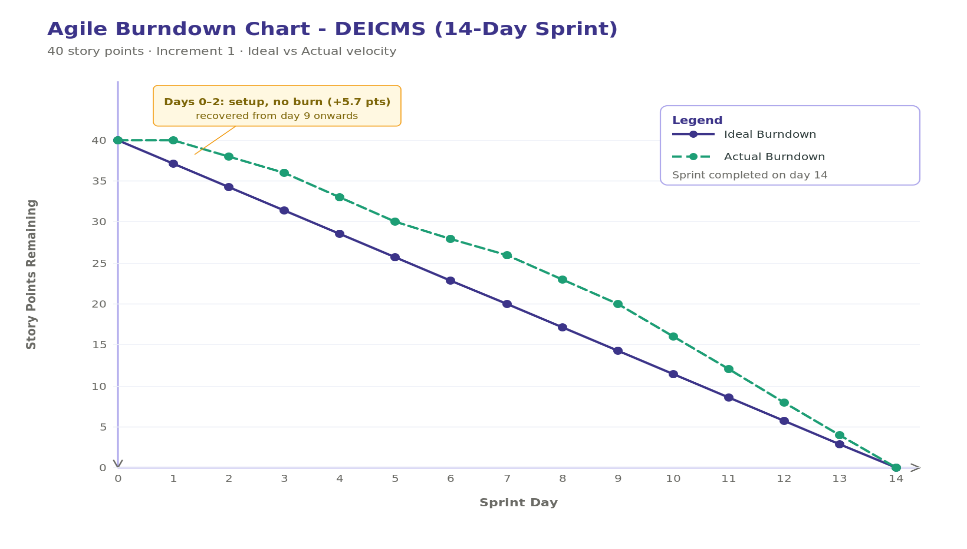 Agile Burndown Chart - DEICMS (14-Day Sprint)
40 story points · Increment 1 · Ideal vs Actual velocity
Days 0–2: setup, no burn (+5.7 pts)
recovered from day 9 onwards
Legend
Ideal Burndown
Actual Burndown
Sprint completed on day 14
Story Points Remaining
40
35
30
25
20
15
10
5
0
0 1 2 3 4 5 6 7 8 9 10 11 12 13 14
Sprint Day